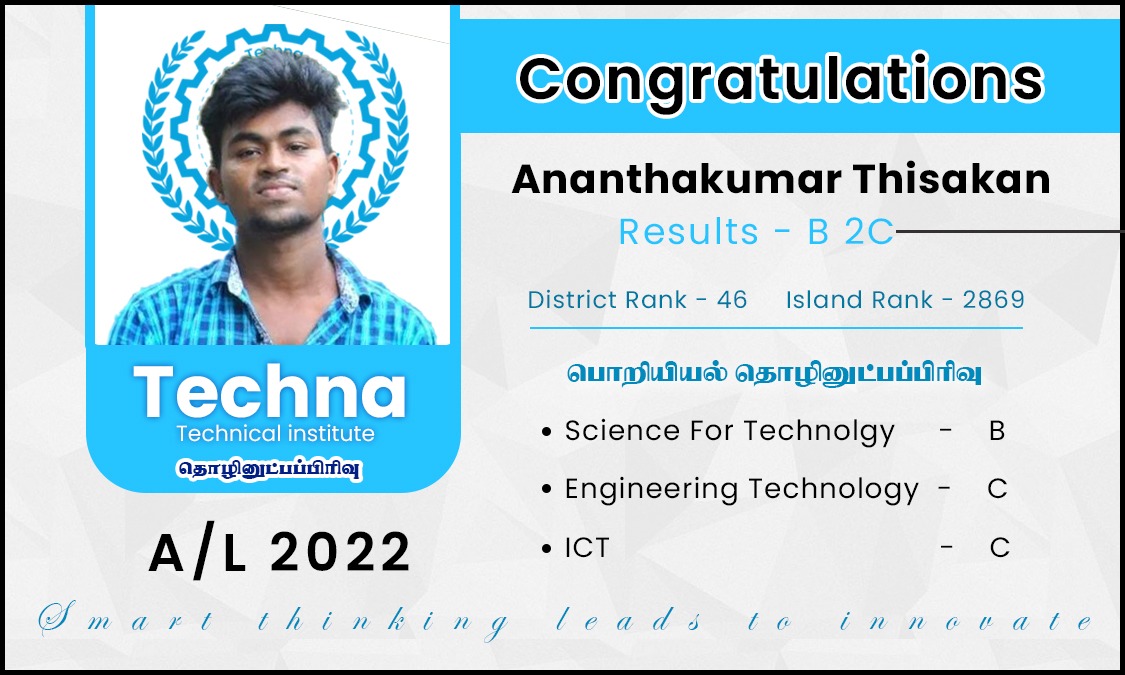 Techna
Congratulations
Ananthakumar Thisakan
Results - B 2C
District Rank - 46 Island Rank - 2869
பொறியியல் தொழினுட்பப்பிரிவு
Science For Technolgy - B
Engineering Technology - C
ICT - C
Techna
Technical institute
தொழினுட்பப்பிரிவு
A/L 2022
Smart thinking leads to innovate